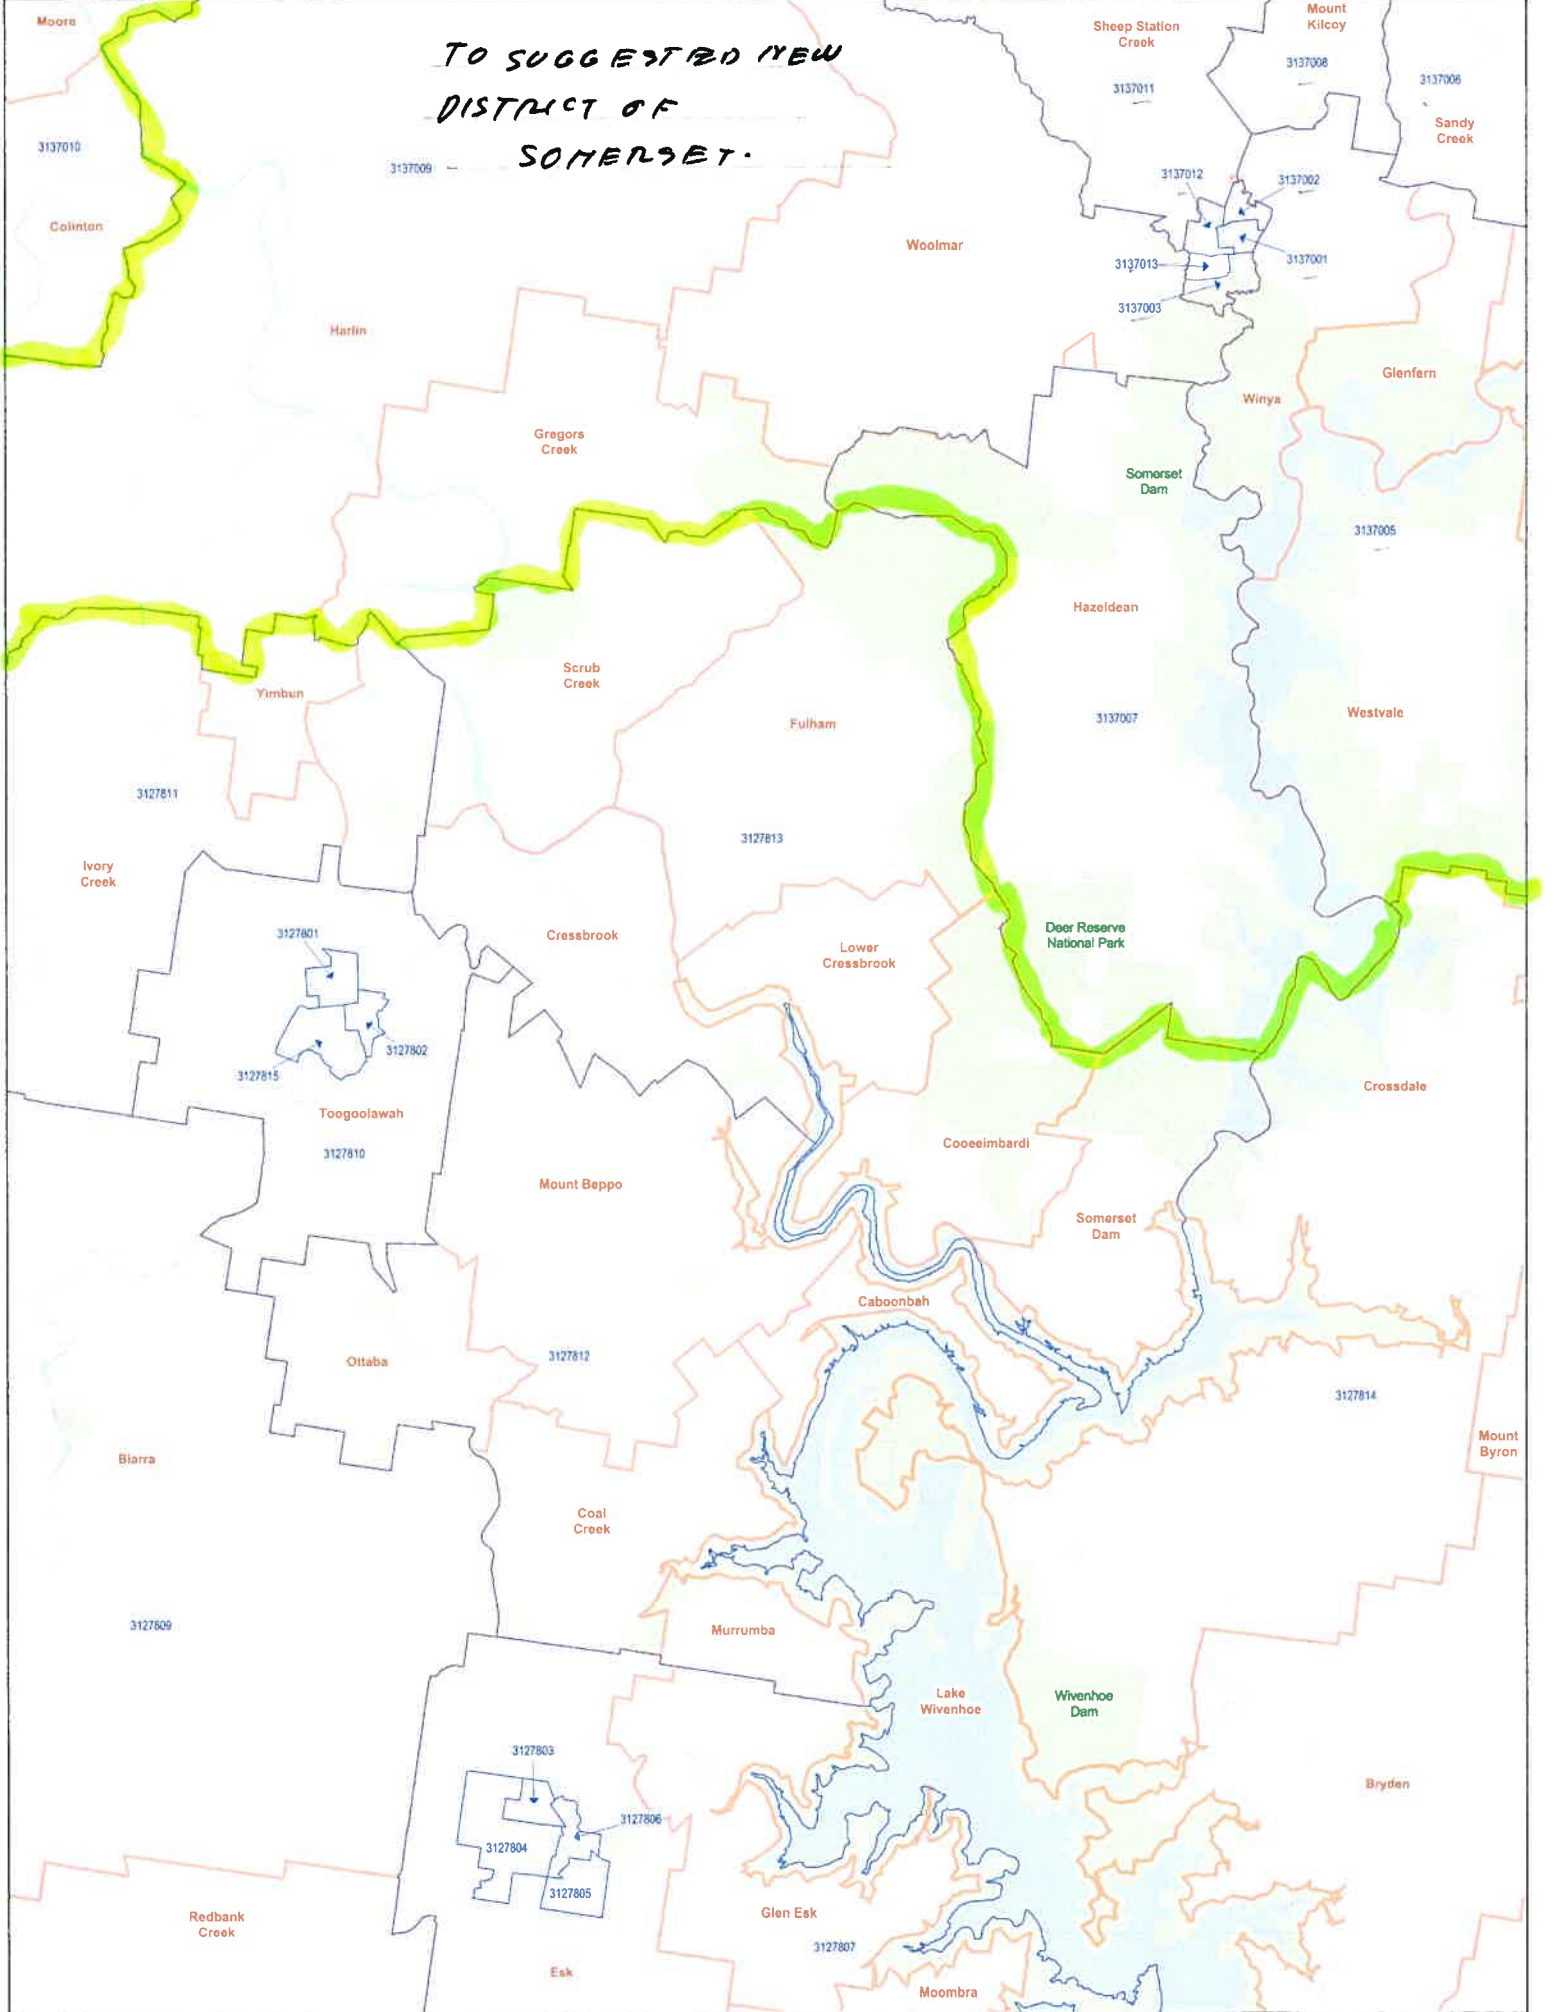 Moore
TO SUGGESTED NEW
DISTRICT OF
SOMERSET.
Sheep Station
Creek
Mount
Kilcoy
3137008
3137011
3137006
Sandy
Creek
3137010
3137009
3137012
3137002
Colinton
Woolmar
3137013
3137001
3137003
Harlin
Glenfern
Winya
Gregors
Creek
Somerset
Dam
3137005
Hazeldean
Scrub
Creek
Yimbun
Fulham
3137007
Westvale
3127811
3127813
Ivory
Creek
3127801
Cressbrook
Lower
Cressbrook
Deer Reserve
National Park
3127802
3127815
Toogoolawah
3127810
Crossdale
Cooeeimbardi
Mount Beppo
Somerset
Dam
Caboonbah
Ottaba
3127812
3127814
Biarra
Mount
Byron
Coal
Creek
3127809
Murrumba
Lake
Wivenhoe
Wivenhoe
Dam
3127803
Bryden
3127806
3127804
3127805
Glen Esk
Redbank
Creek
3127807
Esk
Moombra